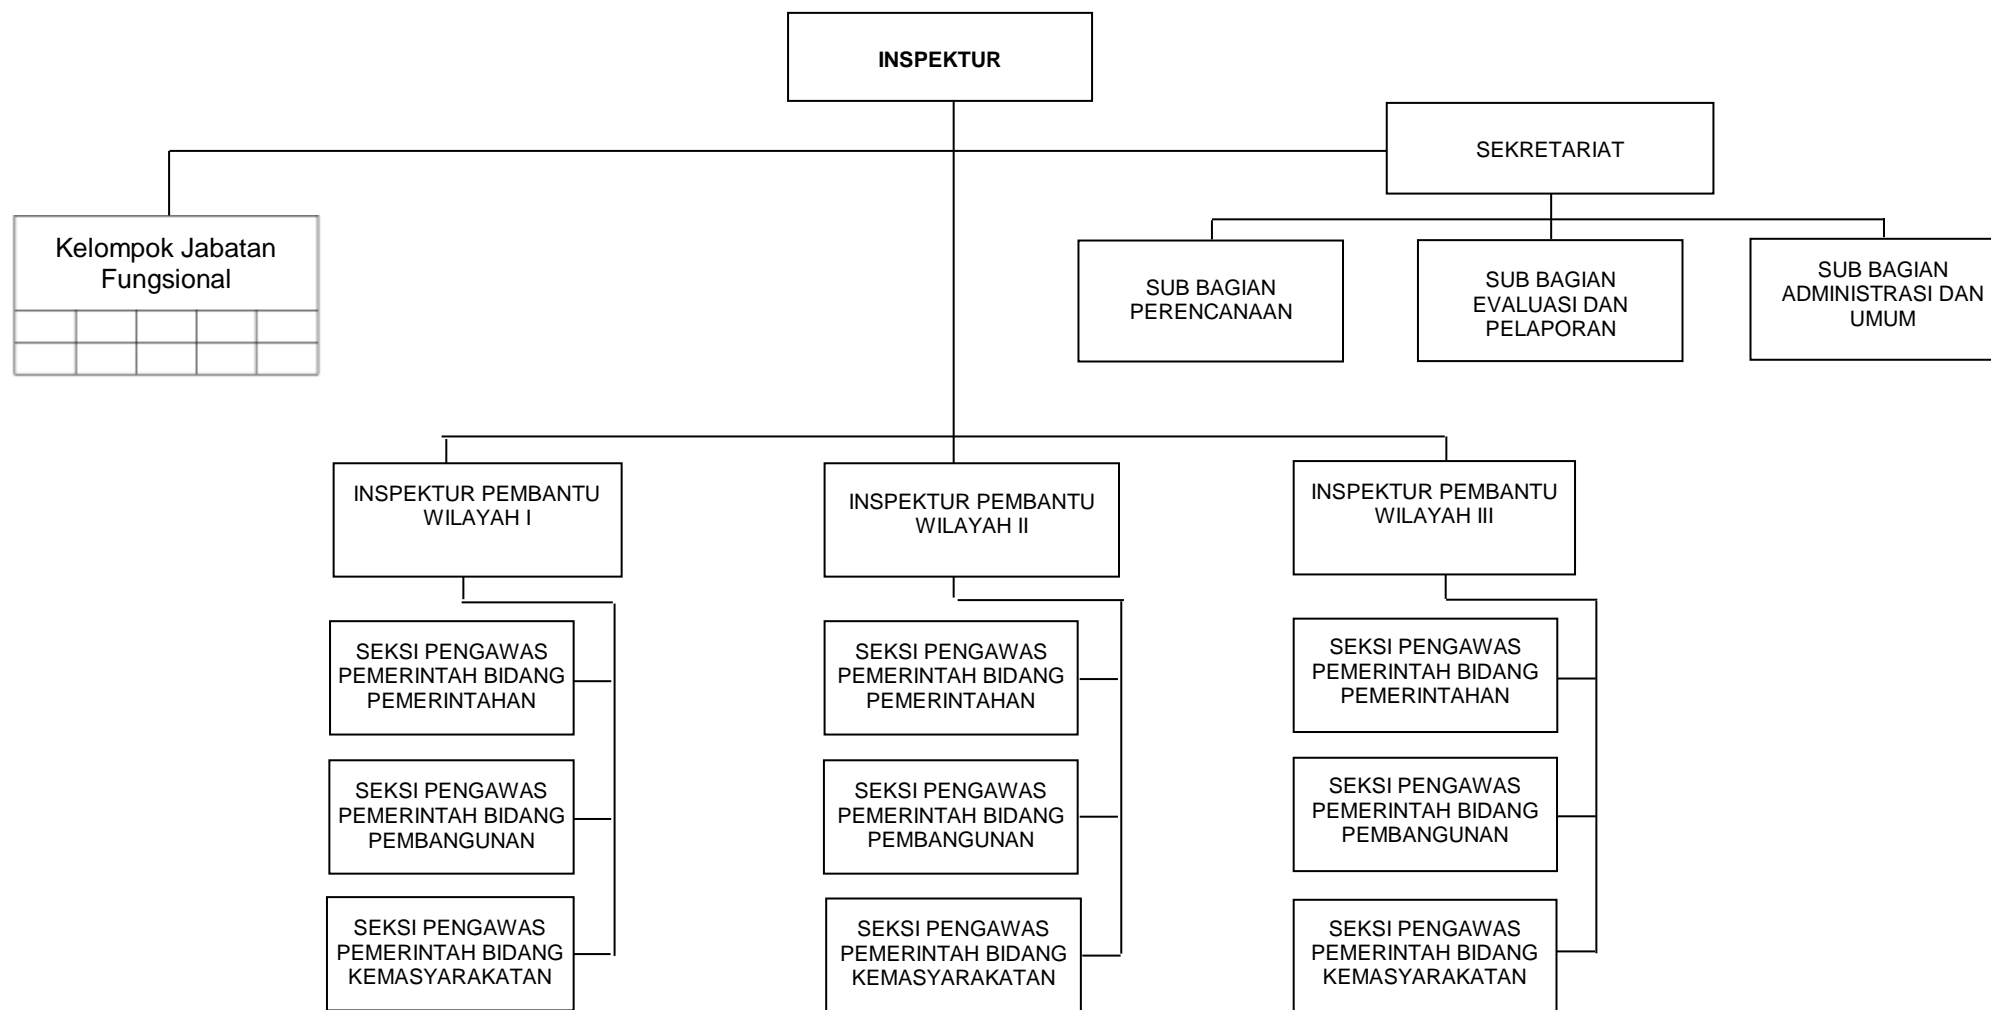 INSPEKTUR
SEKRETARIAT
Kelompok Jabatan
Fungsional
SUB BAGIAN
PERENCANAAN
SUB BAGIAN
EVALUASI DAN
PELAPORAN
SUB BAGIAN
ADMINISTRASI DAN
UMUM
INSPEKTUR PEMBANTU
WILAYAH I
INSPEKTUR PEMBANTU
WILAYAH II
INSPEKTUR PEMBANTU
WILAYAH III
SEKSI PENGAWAS
PEMERINTAH BIDANG
PEMERINTAHAN
SEKSI PENGAWAS
PEMERINTAH BIDANG
PEMERINTAHAN
SEKSI PENGAWAS
PEMERINTAH BIDANG
PEMERINTAHAN
SEKSI PENGAWAS
PEMERINTAH BIDANG
PEMBANGUNAN
SEKSI PENGAWAS
PEMERINTAH BIDANG
PEMBANGUNAN
SEKSI PENGAWAS
PEMERINTAH BIDANG
PEMBANGUNAN
SEKSI PENGAWAS
PEMERINTAH BIDANG
KEMASYARAKATAN
SEKSI PENGAWAS
PEMERINTAH BIDANG
KEMASYARAKATAN
SEKSI PENGAWAS
PEMERINTAH BIDANG
KEMASYARAKATAN